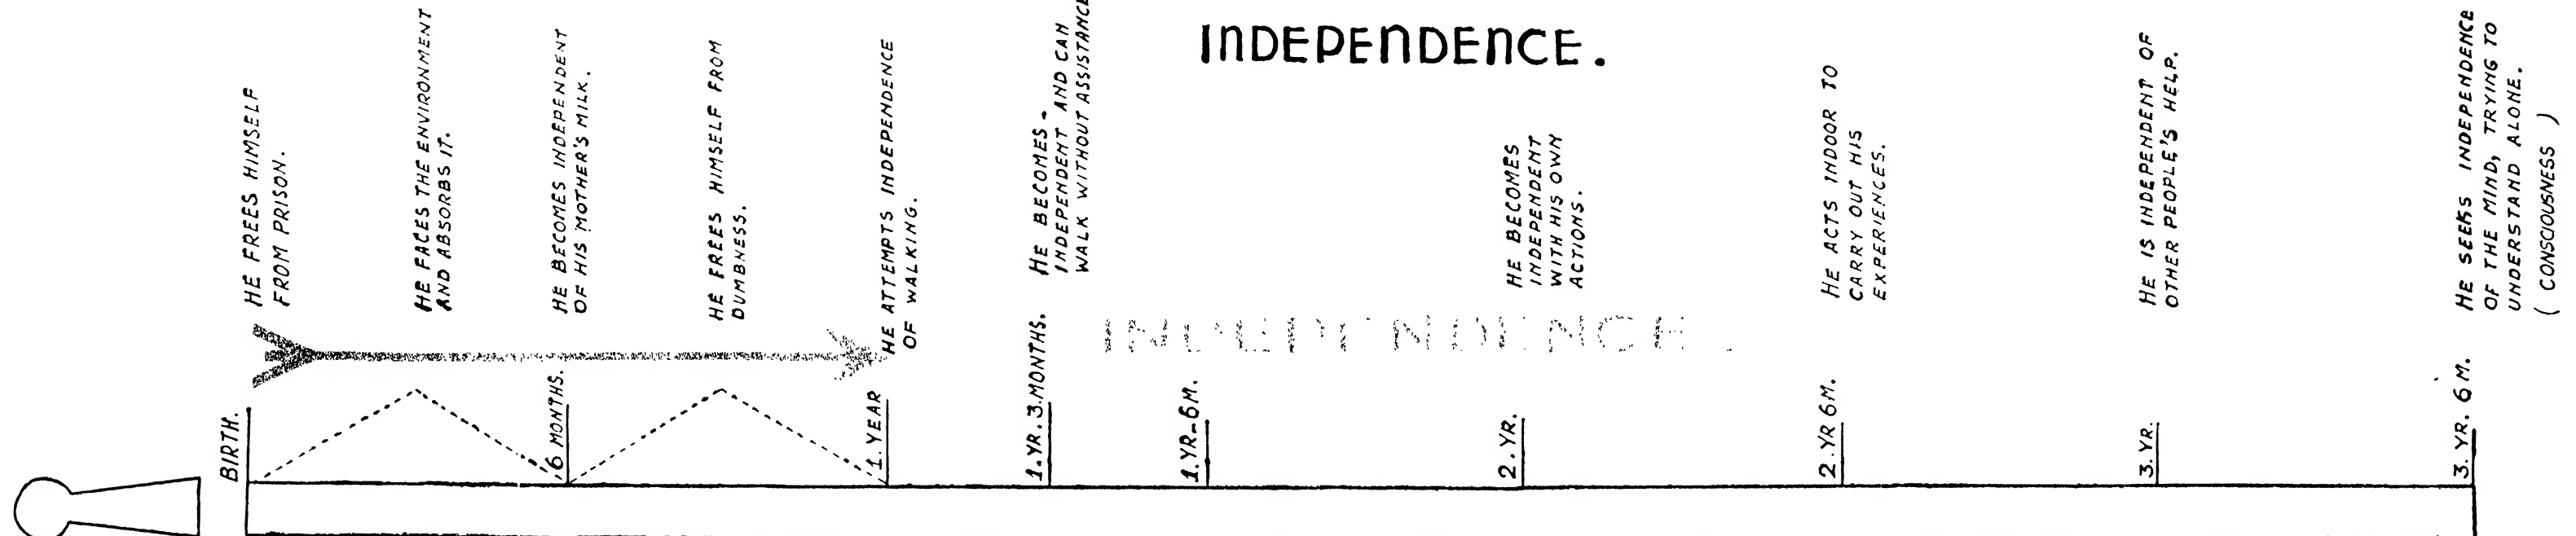 INDEPENDENCE.
HE FREES HIMSELF
FROM PRISON.
HE FACES THE ENVIRONMENT
AND ABSORBS IT.
HE BECOMES INDEPENDENT
OF HIS MOTHER'S MILK.
HE FREES HIMSELF FROM
DUMBNESS.
HE ATTEMPTS INDEPENDENCE
OF WALKING.
HE BECOMES-
INDEPENDENT AND CAN
WALK WITHOUT ASSISTANCE
HE BECOMES
INDEPENDENT
WITH HIS OWN
ACTIONS.
HE ACTS INDOOR TO
CARRY OUT HIS
EXPERIENCES.
HE IS INDEPENDENT OF
OTHER PEOPLE'S HELP.
HE SEEKS INDEPENDENCE
OF THE MIND, TRYING TO
UNDERSTAND ALONE.
( CONSCIOUSNESS )
INDEPENDENCE.
BIRTH.
6 MONTHS.
1. YEAR
1.YR.3.MONTHS.
1.YR-6M.
2.YR.
2.YR 6M.
3.YR.
3.YR. 6M.